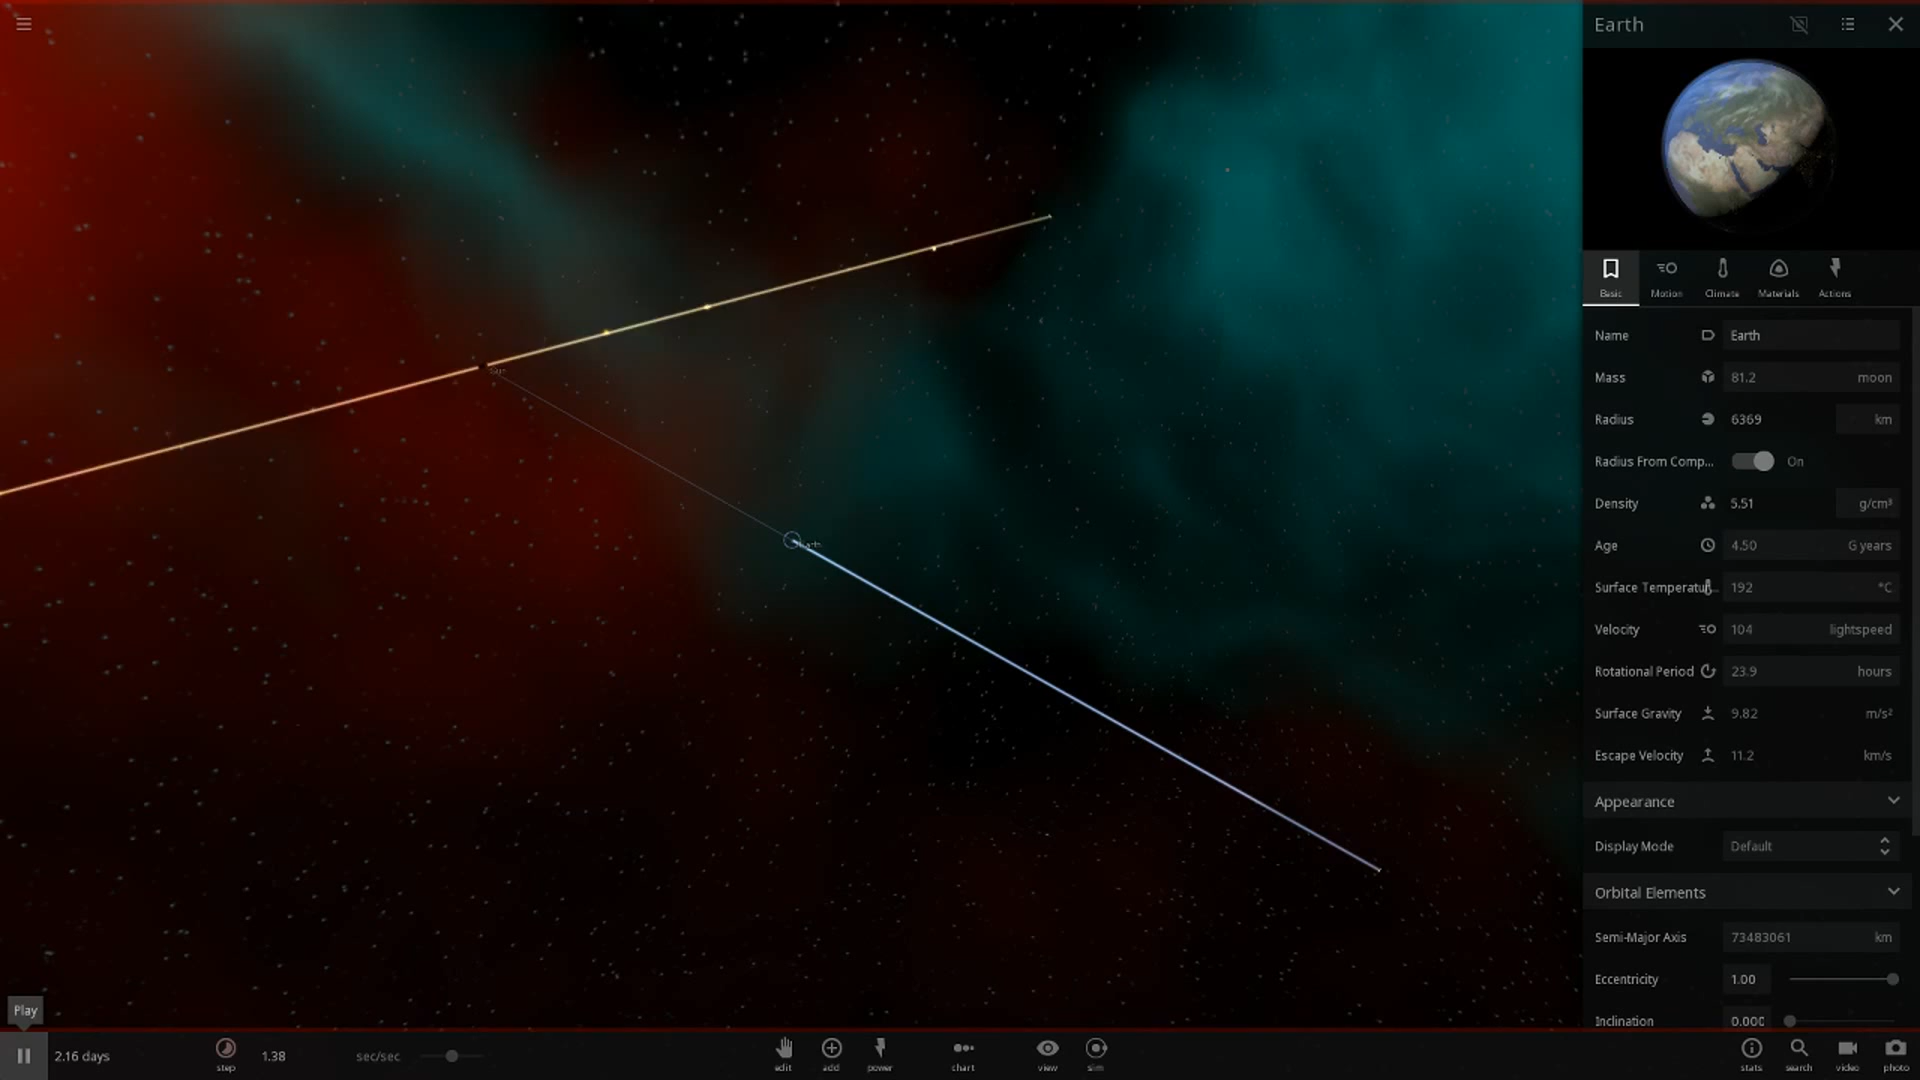 Earth
Basic
Motion
Climate
Materials
Actions
Name Earth
Mass 81.2 moon
Radius 6369 km
Radius From Comp... On
Density 5.51 g/cm³
Age 4.50 G years
Surface Temperatur... 192 °C
Velocity 104 lightspeed
Rotational Period 23.9 hours
Surface Gravity 9.82 m/s²
Escape Velocity 11.2 km/s
Appearance
Display Mode Default
Orbital Elements
Semi-Major Axis 73483061 km
Eccentricity 1.00
Inclination 0.00
Sun
Earth
Play
2.16 days
step
1.38 sec/sec
edit
add
power
chart
view
sim
stats
search
video
photo